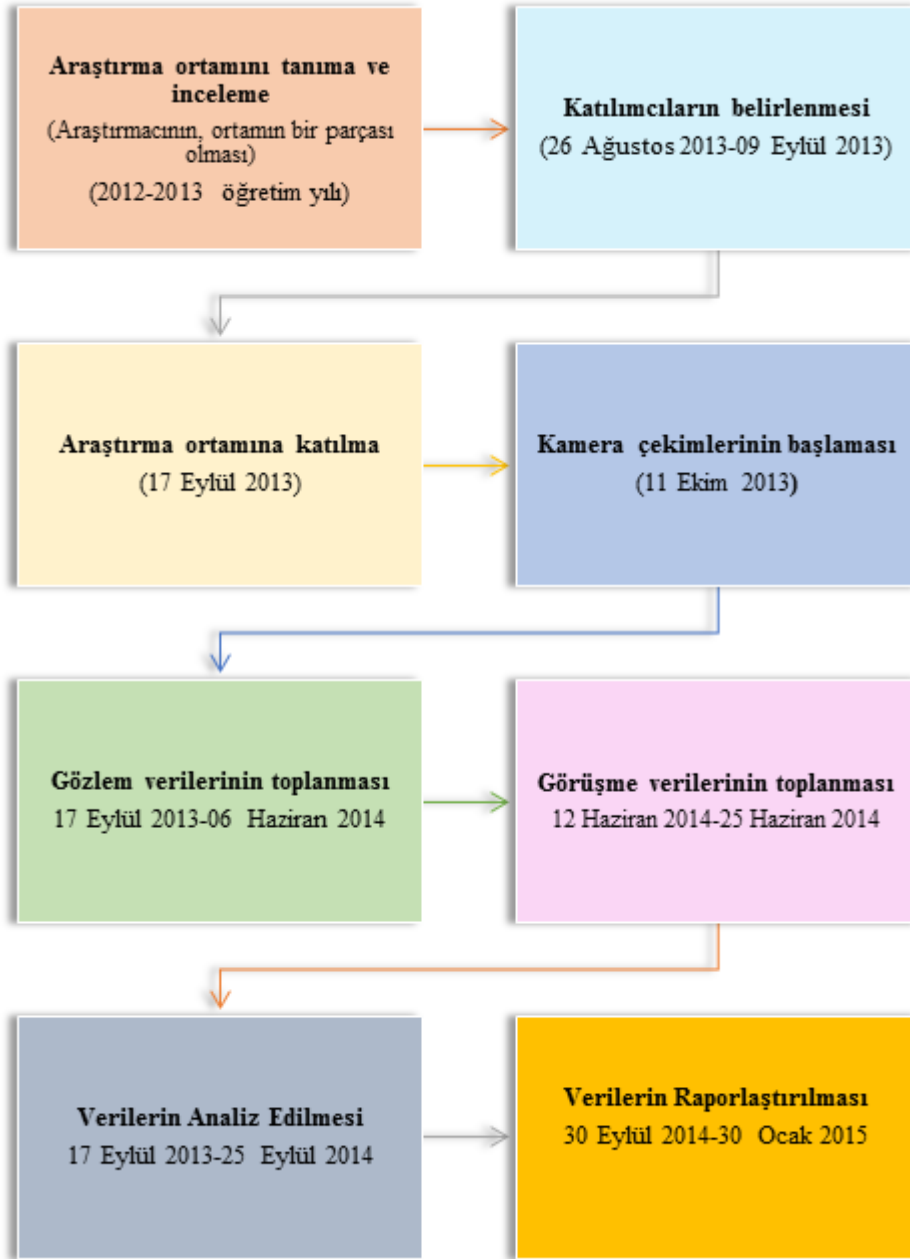 Araştırma ortamını tanıma ve
inceleme
(Araştırmacının, ortamın bir parçası
olması)
(2012-2013 öğretim yılı)
Katılımcıların belirlenmesi
(26 Ağustos 2013-09 Eylül 2013)
Araştırma ortamına katılma
(17 Eylül 2013)
Kamera çekimlerinin başlaması
(11 Ekim 2013)
Gözlem verilerinin toplanması
17 Eylül 2013-06 Haziran 2014
Görüşme verilerinin toplanması
12 Haziran 2014-25 Haziran 2014
Verilerin Analiz Edilmesi
17 Eylül 2013-25 Eylül 2014
Verilerin Raporlaştırılması
30 Eylül 2014-30 Ocak 2015